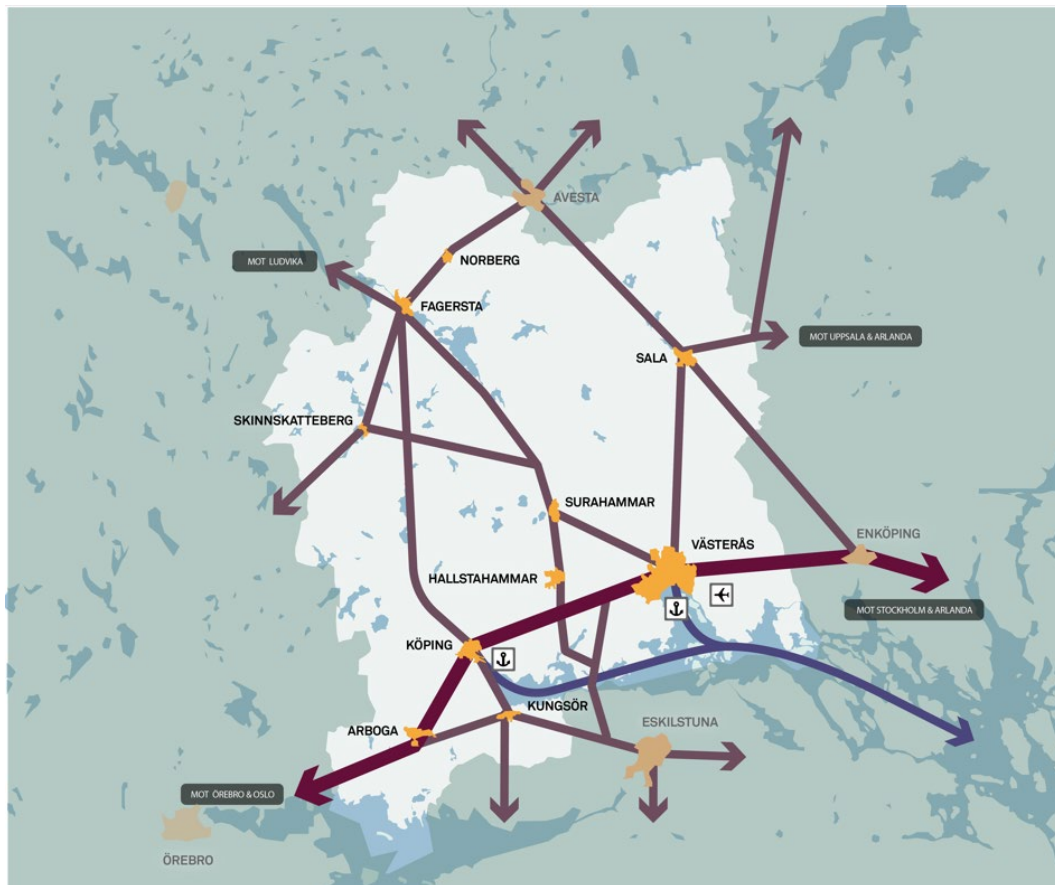 AVESTA
NORBERG
MOT LUDVIKA
FAGERSTA
MOT UPPSALA & ARLANDA
SALA
SKINNSKATTEBERG
SURAHAMMAR
ENKÖPING
VÄSTERÅS
HALLSTAHAMMAR
MOT STOCKHOLM & ARLANDA
KÖPING
KUNGSÖR
ESKILSTUNA
ARBOGA
MOT ÖREBRO & OSLO
ÖREBRO